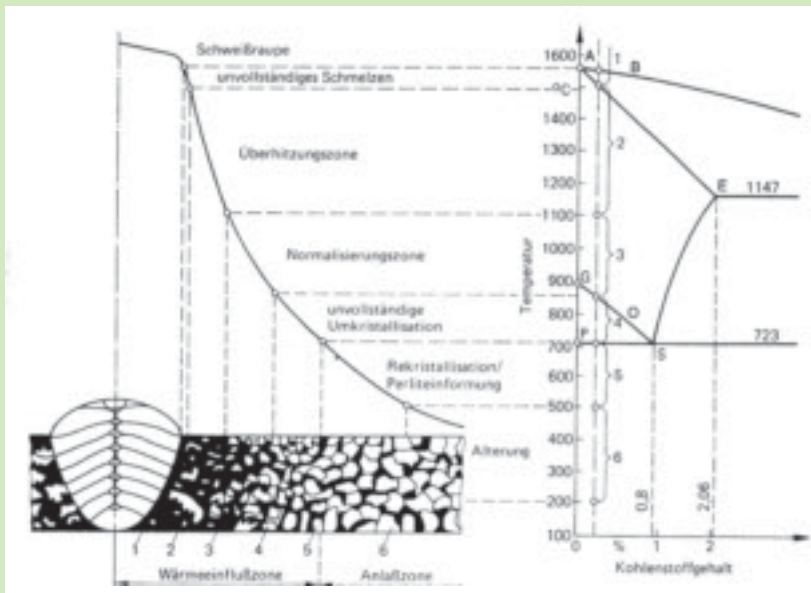 Schweißraupe
unvollständiges Schmelzen
Überhitzungszone
Normalisierungszone
unvollständige
Umkristallisation
Rekristallisation/
Perliteinformung
Alterung
1 2 3 4 5 6
Wärmeeinflußzone
Anlaßzone
Temperatur
1600
°C
1400
1300
1200
1100
1000
900
800
700
500
400
300
200
100
A
1
B
2
E
1147
3
G
O
4
P
S
723
5
6
0,8
2,06
0
%
1
2
Kohlenstoffgehalt